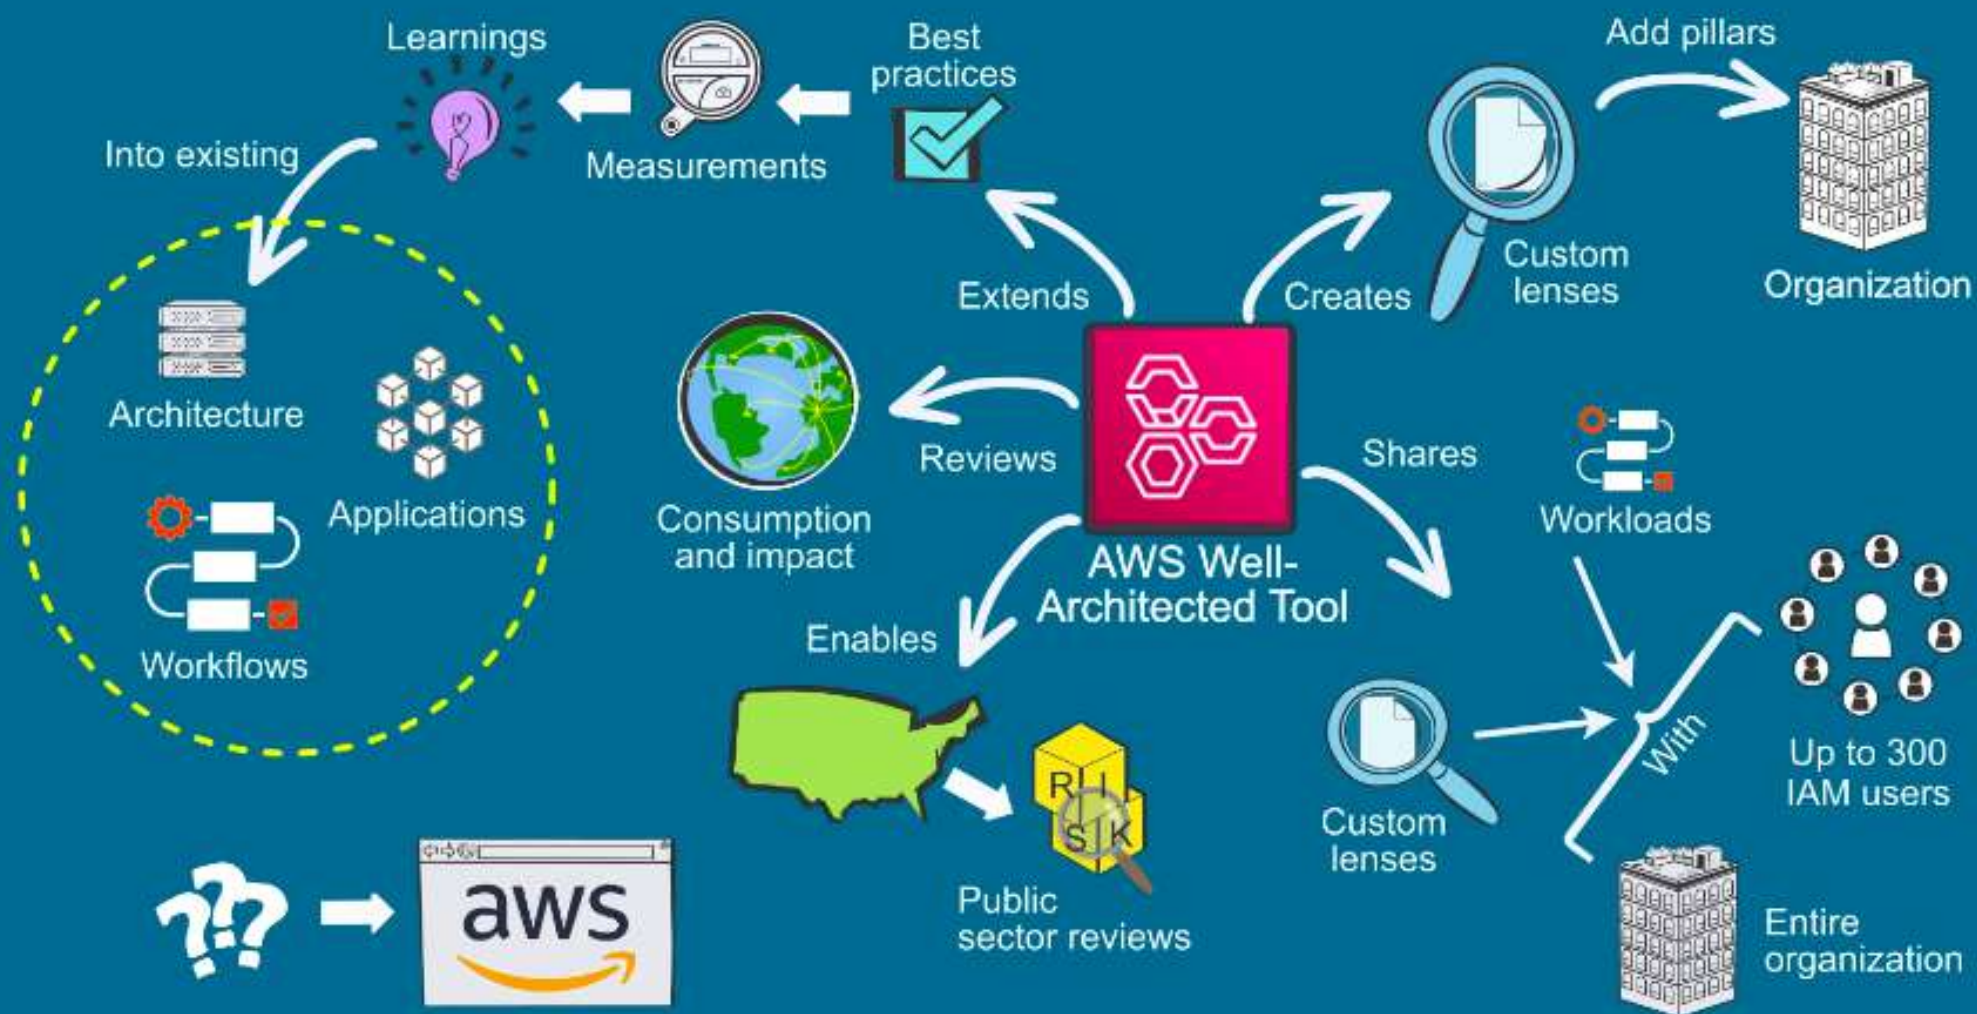 Learnings
Best
practices
Add pillars
Into existing
Measurements
Extends
Creates
Custom
lenses
Organization
Architecture
Applications
Workflows
Reviews
Consumption
and impact
AWS Well-
Architected Tool
Shares
Workloads
Enables
With
Up to 300
IAM users
R I
S K
Custom
lenses
Public
sector reviews
Entire
organization
???
aws